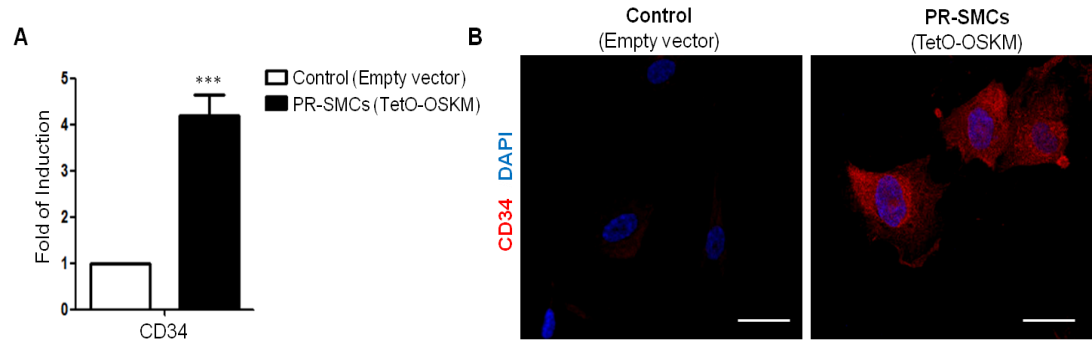 A
Fold of Induction
5
4
3
2
1
0
***
CD34
Control (Empty vector)
PR-SMCs (TetO-OSKM)
B
Control
(Empty vector)
PR-SMCs
(TetO-OSKM)
CD34 DAPI